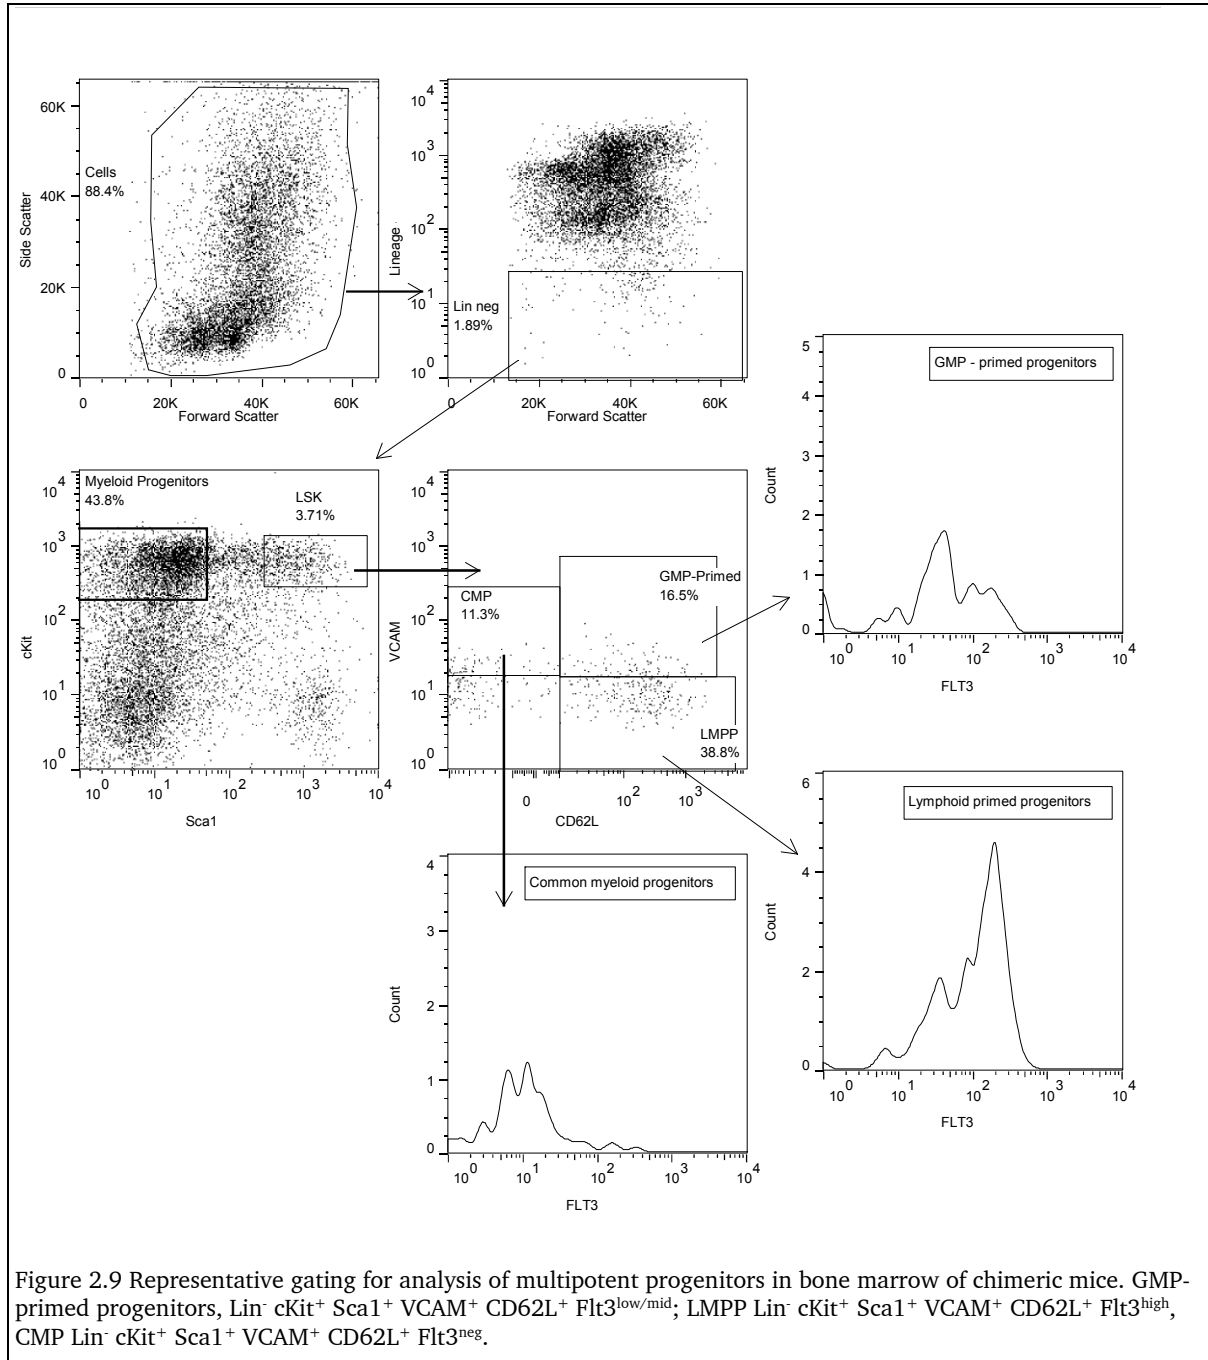 60K
40K
20K
0
Side Scatter
Cells
88.4%
0
20K
40K
60K
Forward Scatter
10^4
10^3
10^2
10^1
10^0
Lineage
Lin neg
1.89%
0
20K
40K
60K
Forward Scatter
5
4
3
2
1
0
Count
GMP - primed progenitors
10^0
10^1
10^2
10^3
10^4
FLT3
10^4
10^3
10^2
10^1
10^0
cKit
Myeloid Progenitors
43.8%
LSK
3.71%
10^0
10^1
10^2
10^3
10^4
Sca1
10^4
10^3
10^2
10^1
10^0
VCAM
CMP
11.3%
GMP-Primed
16.5%
LMPP
38.8%
0
10^2
10^3
CD62L
6
4
2
0
Count
Lymphoid primed progenitors
10^0
10^1
10^2
10^3
10^4
FLT3
4
3
2
1
0
Count
Common myeloid progenitors
10^0
10^1
10^2
10^3
10^4
FLT3
Figure 2.9 Representative gating for analysis of multipotent progenitors in bone marrow of chimeric mice. GMP-
primed progenitors, Lin⁻ cKit⁺ Sca1⁺ VCAM⁺ CD62L⁺ Flt3^low/mid; LMPP Lin⁻ cKit⁺ Sca1⁺ VCAM⁺ CD62L⁺ Flt3^high,
CMP Lin⁻ cKit⁺ Sca1⁺ VCAM⁺ CD62L⁺ Flt3^neg.